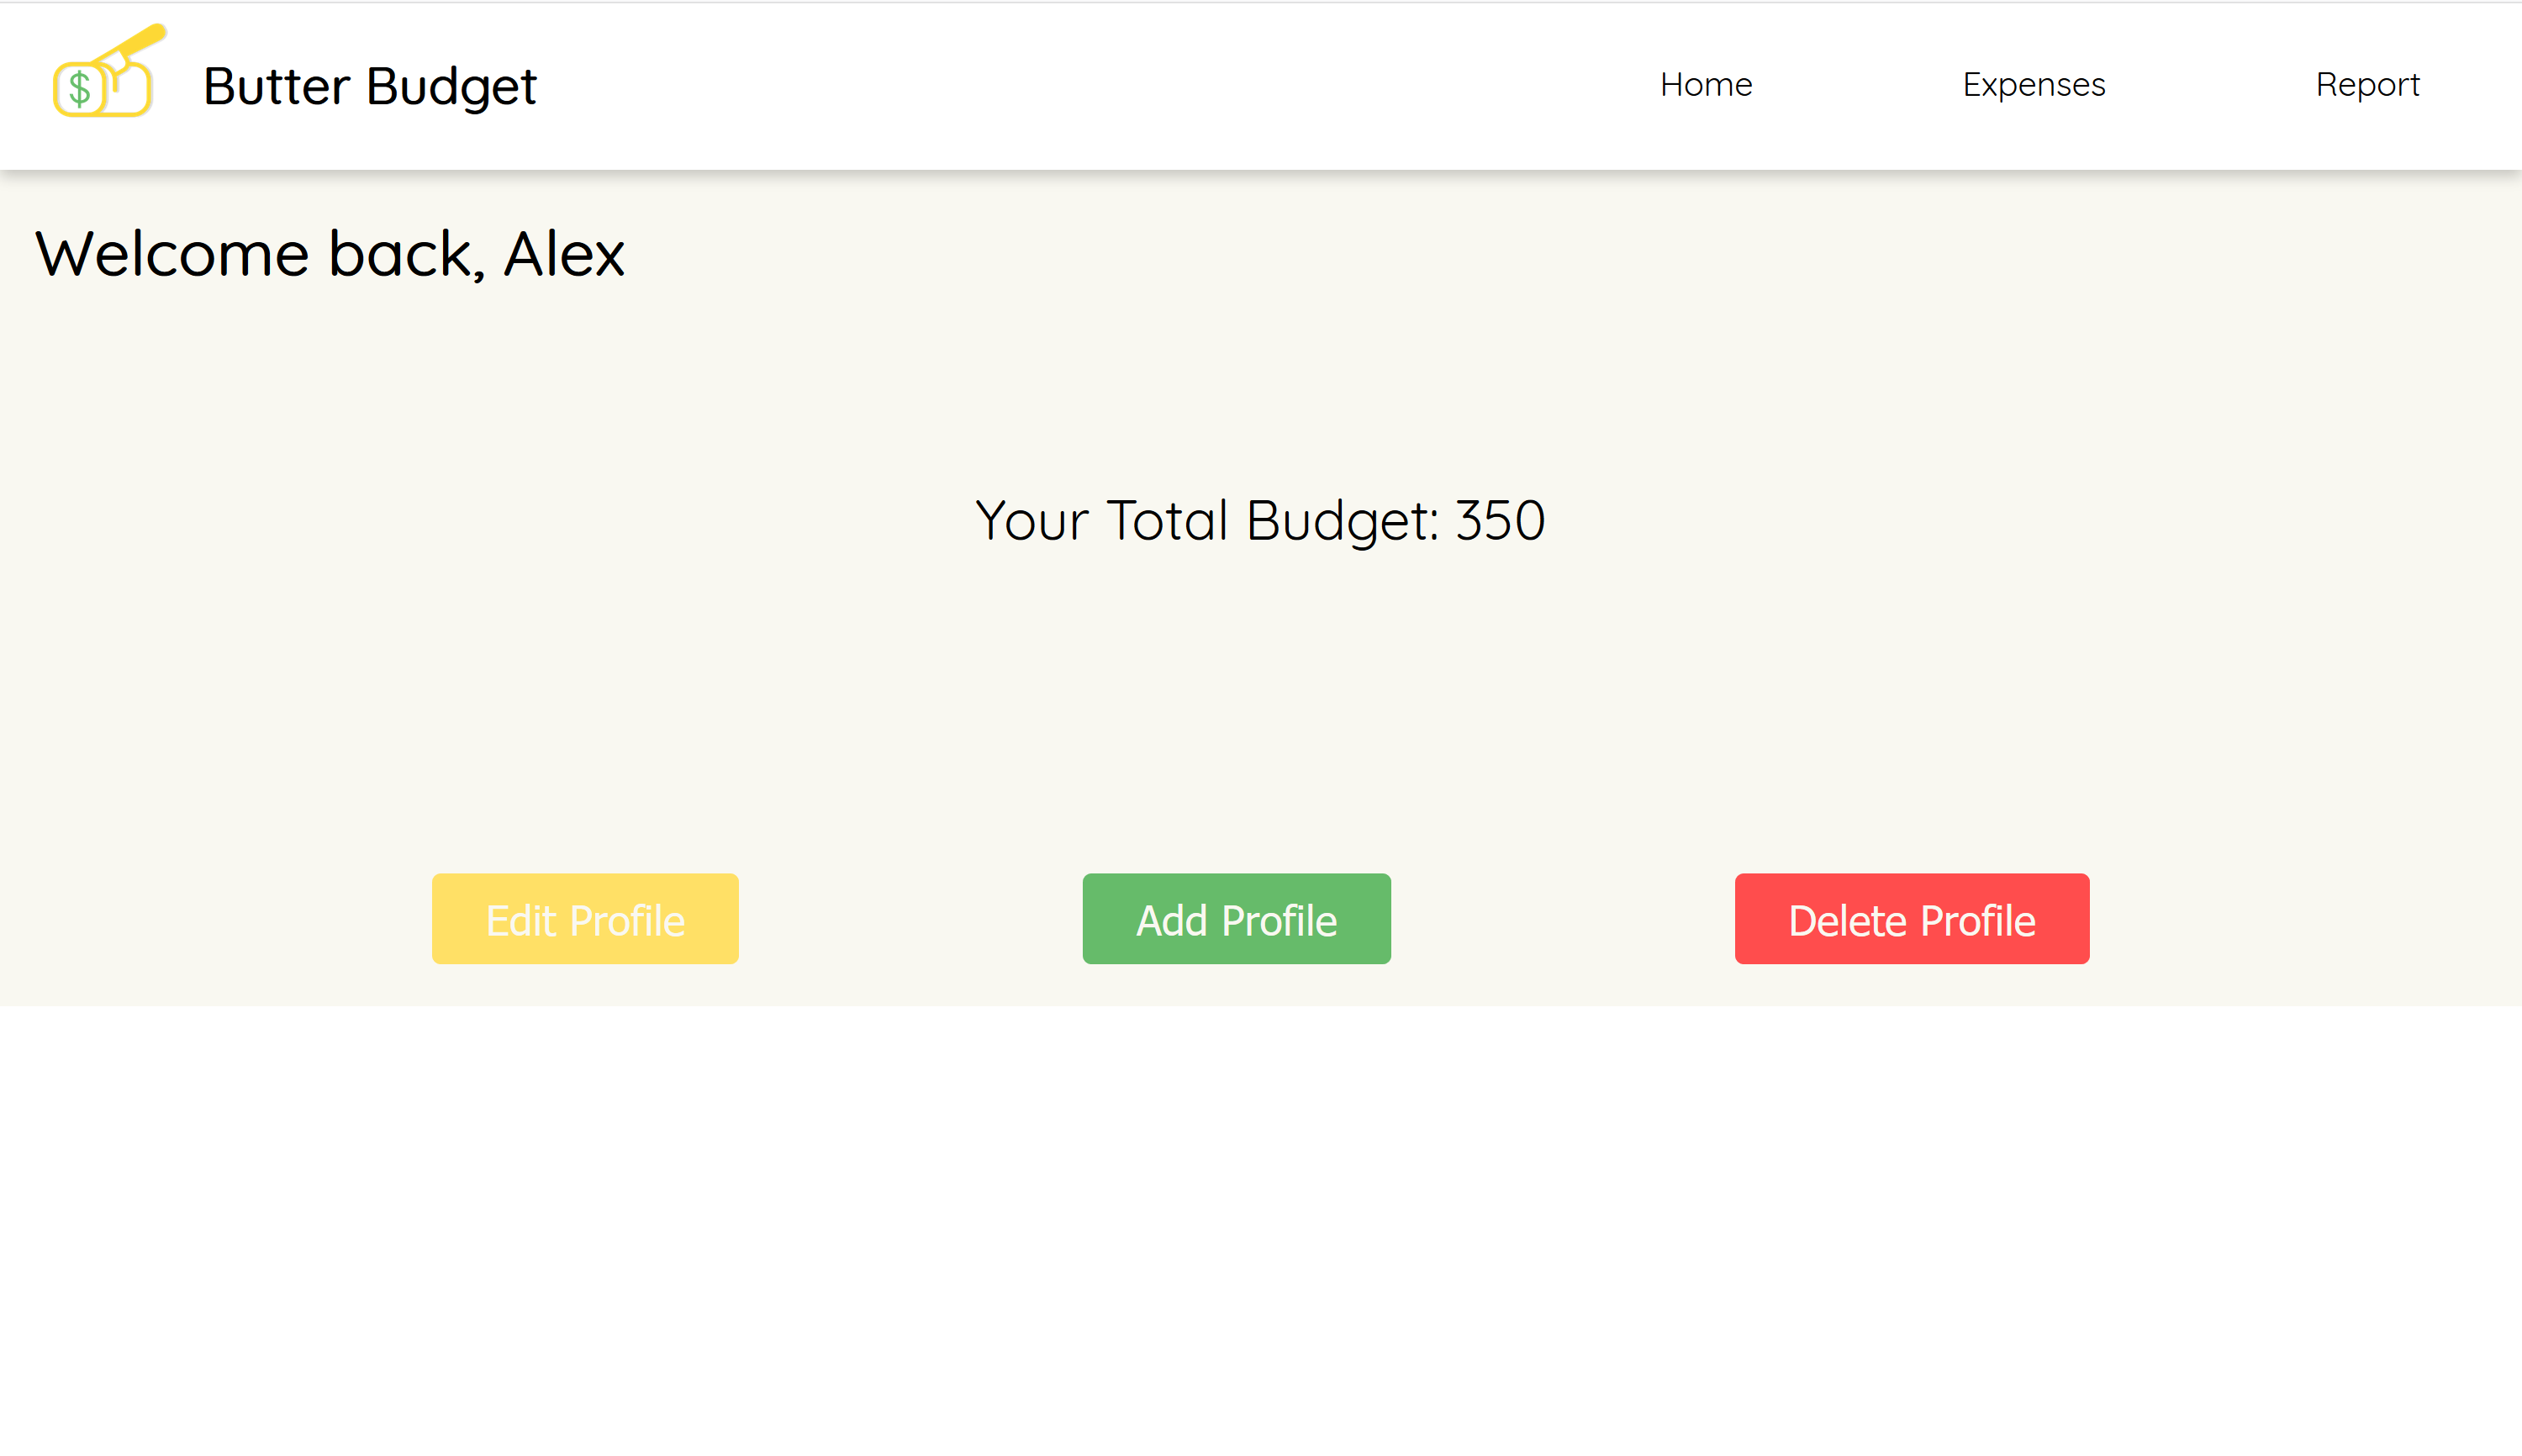 $
Butter Budget
Home
Expenses
Report
Welcome back, Alex
Your Total Budget: 350
Edit Profile
Add Profile
Delete Profile